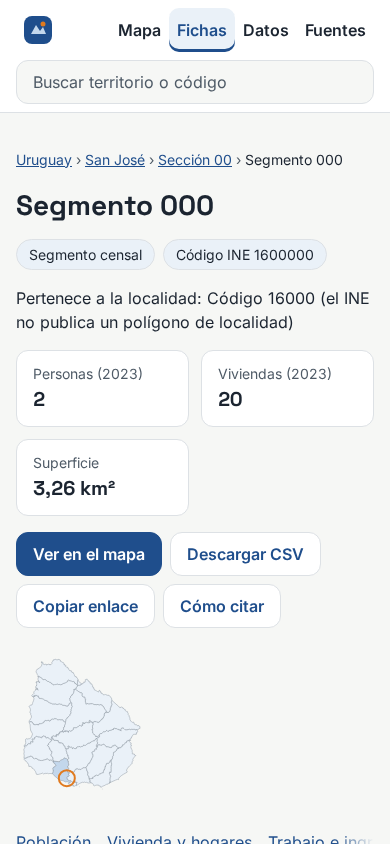 Mapa Fichas Datos Fuentes
Buscar territorio o código
Uruguay › San José › Sección 00 › Segmento 000
Segmento 000
Segmento censal Código INE 1600000
Pertenece a la localidad: Código 16000 (el INE
no publica un polígono de localidad)
Personas (2023) Viviendas (2023)
2 20
Superficie
3,26 km²
Ver en el mapa Descargar CSV
Copiar enlace Cómo citar
Población Vivienda y hogares Trabajo e